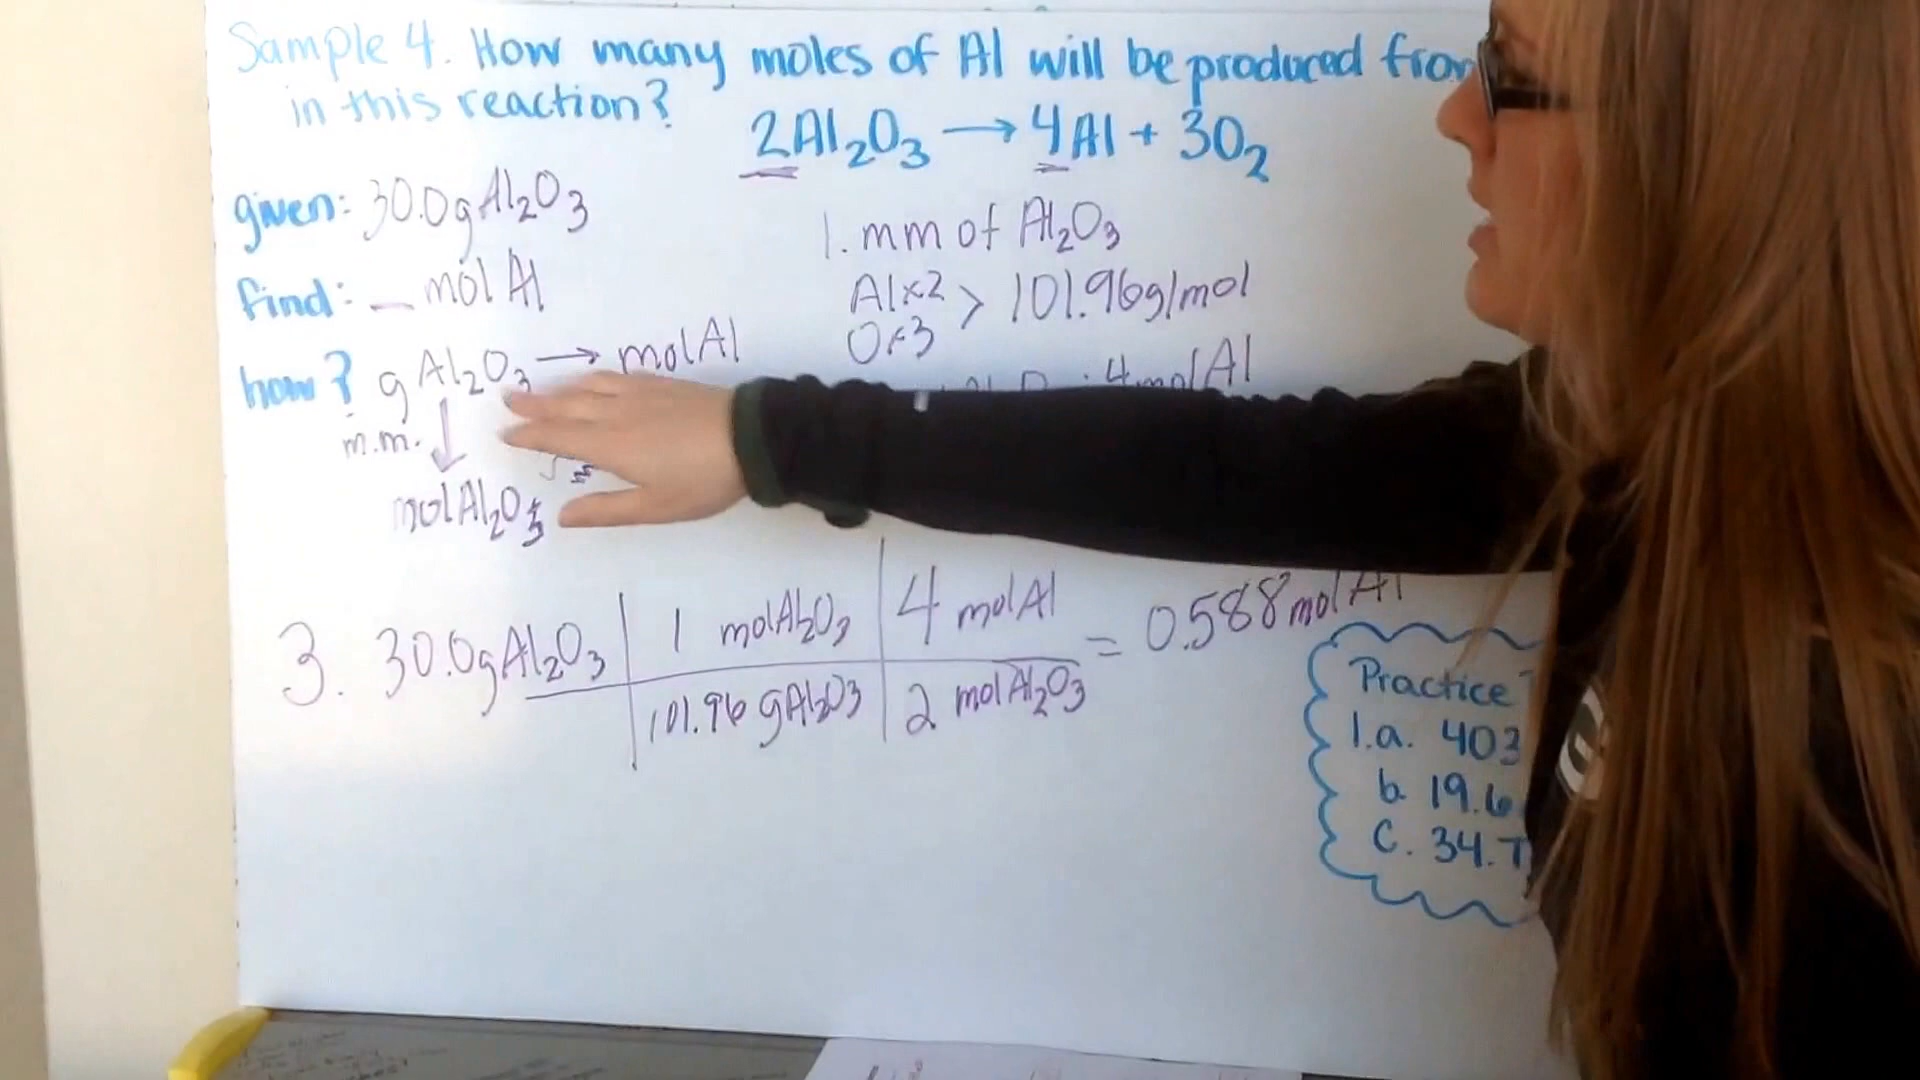 Sample 4. How many moles of Al will be produced from
in this reaction?
2Al₂O₃ → 4Al + 3O₂
given: 30.0g Al₂O₃
find: _ mol Al
how? g Al₂O₃ → mol Al
m.m. ↓
mol Al₂O₃
1. mm of Al₂O₃
Al×2 > 101.96g/mol
O×3
: 4 mol Al
3. 30.0g Al₂O₃ | 1 mol Al₂O₃ | 4 mol Al = 0.588 mol Al
101.96 g Al₂O₃ | 2 mol Al₂O₃
Practice
1.a. 403
b. 19.6
c. 34.7